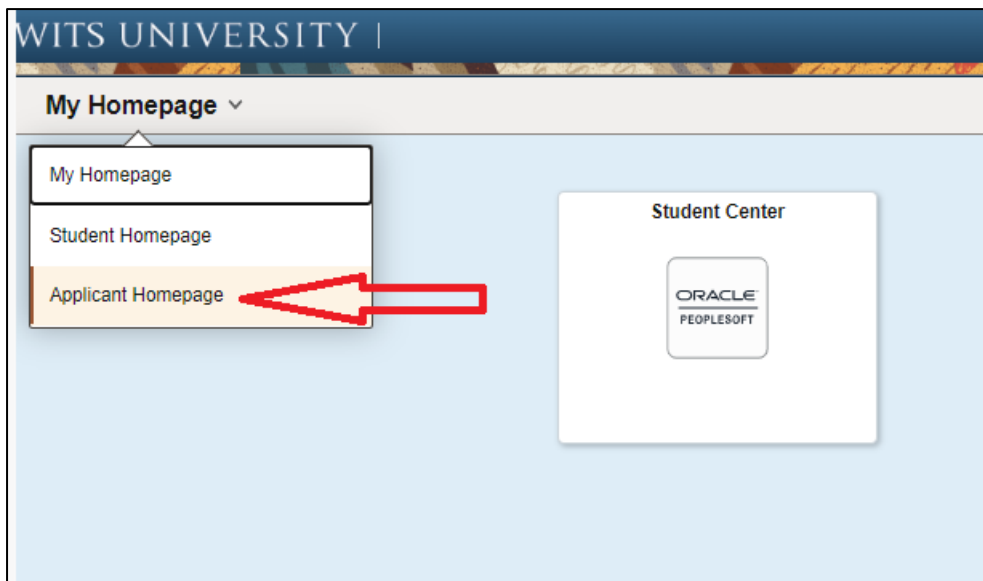 WITS UNIVERSITY |
My Homepage
My Homepage
Student Homepage
Applicant Homepage
Student Center
ORACLE
PEOPLESOFT